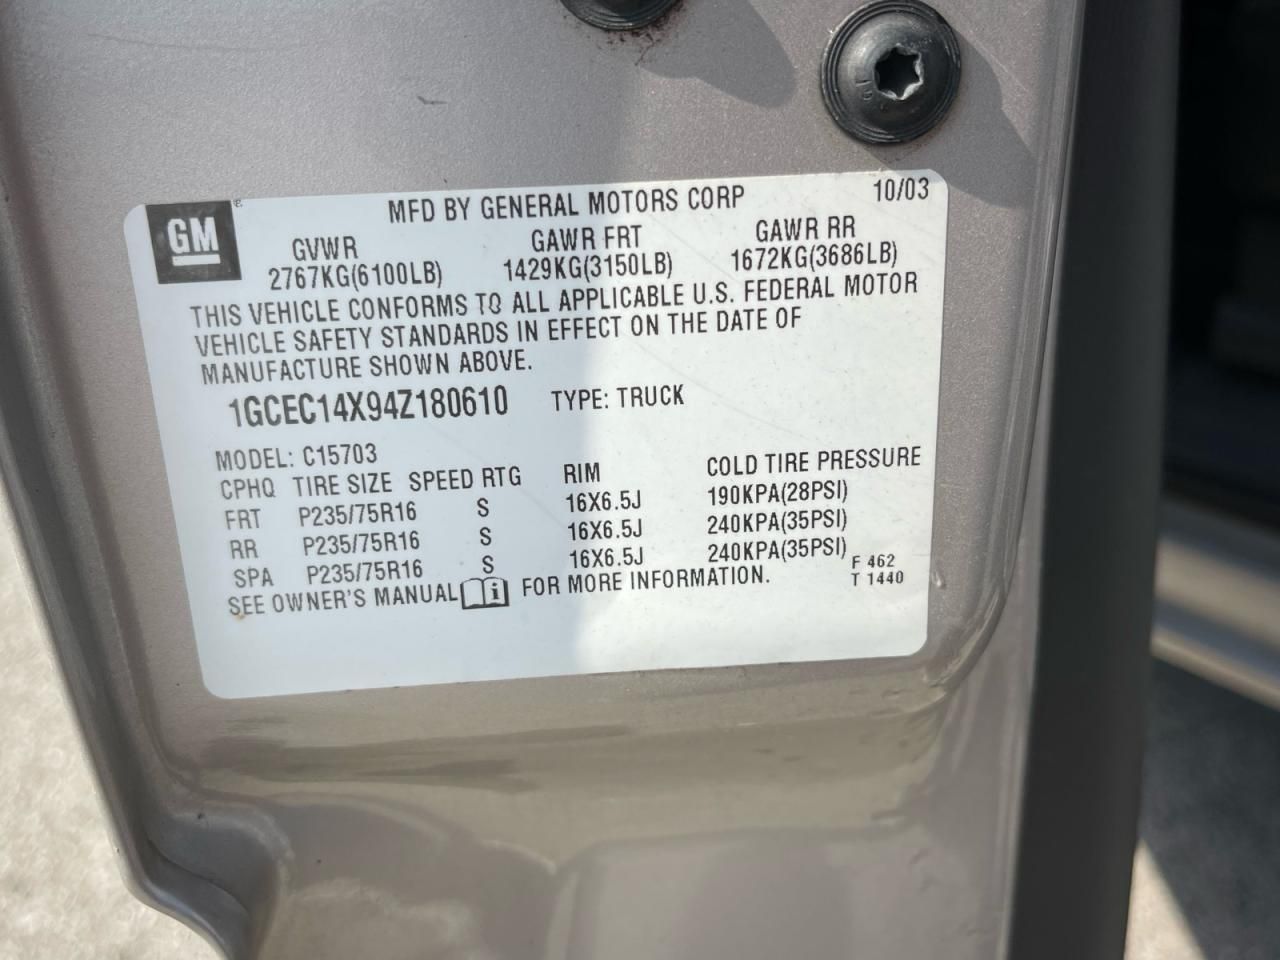 GM
MFD BY GENERAL MOTORS CORP 10/03
GVWR GAWR FRT GAWR RR
2767KG(6100LB) 1429KG(3150LB) 1672KG(3686LB)
THIS VEHICLE CONFORMS TO ALL APPLICABLE U.S. FEDERAL MOTOR
VEHICLE SAFETY STANDARDS IN EFFECT ON THE DATE OF
MANUFACTURE SHOWN ABOVE.
1GCEC14X94Z180610 TYPE: TRUCK
MODEL: C15703
CPHQ TIRE SIZE SPEED RTG RIM COLD TIRE PRESSURE
FRT P235/75R16 S 16X6.5J 190KPA(28PSI)
RR P235/75R16 S 16X6.5J 240KPA(35PSI)
SPA P235/75R16 S 16X6.5J 240KPA(35PSI)
SEE OWNER'S MANUAL i FOR MORE INFORMATION.
F 462
T 1440